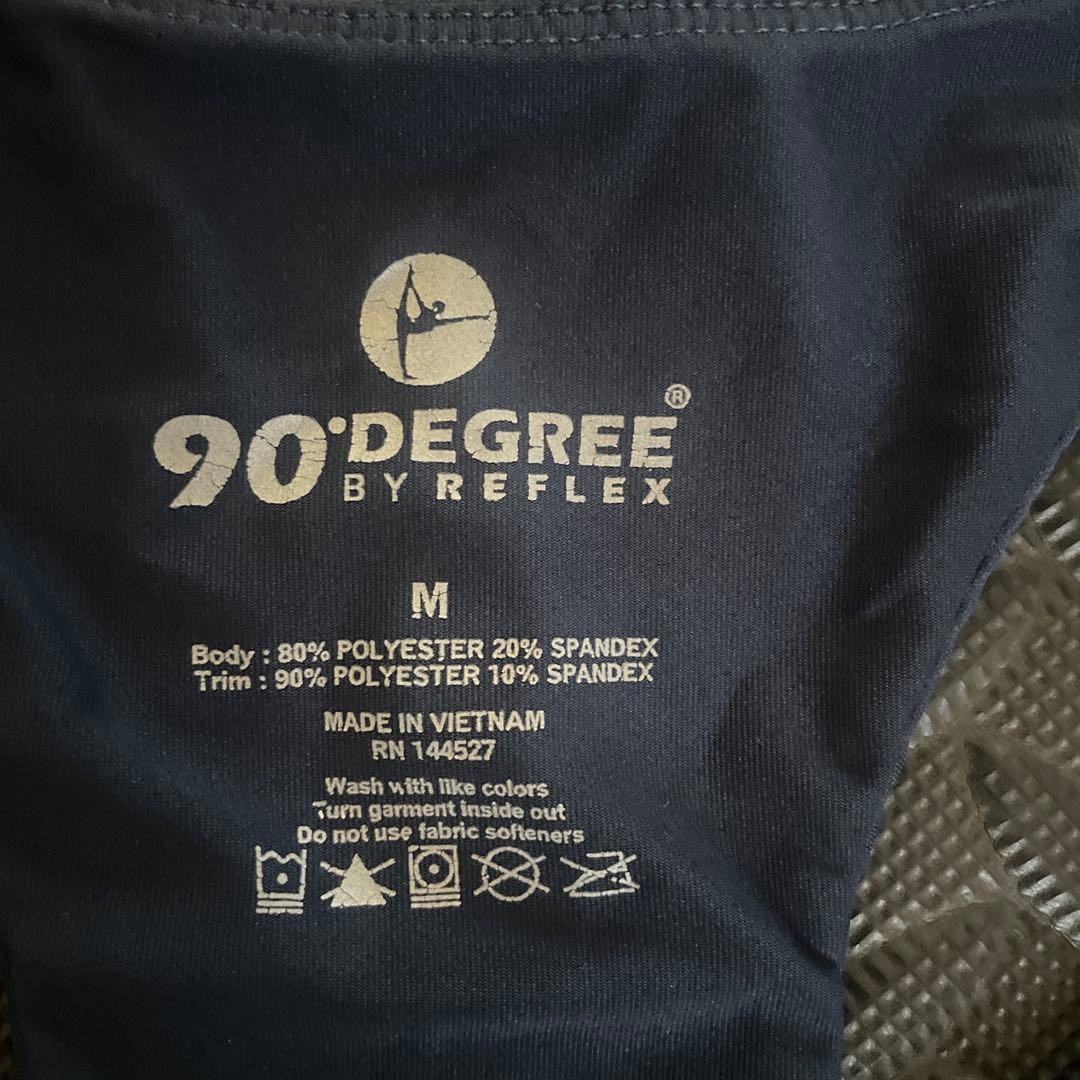 90°DEGREE®
BY REFLEX
M
Body : 80% POLYESTER 20% SPANDEX
Trim : 90% POLYESTER 10% SPANDEX
MADE IN VIETNAM
RN 144527
Wash with like colors
Turn garment inside out
Do not use fabric softeners